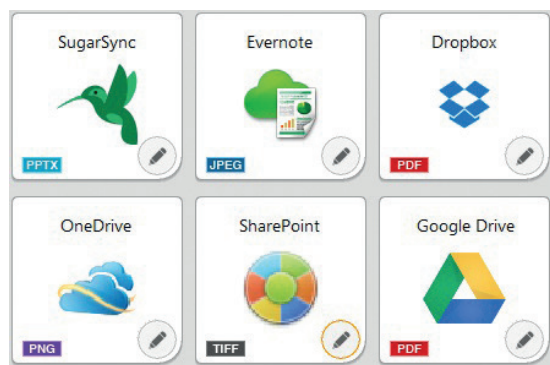 SugarSync
Evernote
Dropbox
PPTX
JPEG
PDF
OneDrive
SharePoint
Google Drive
PNG
TIFF
PDF